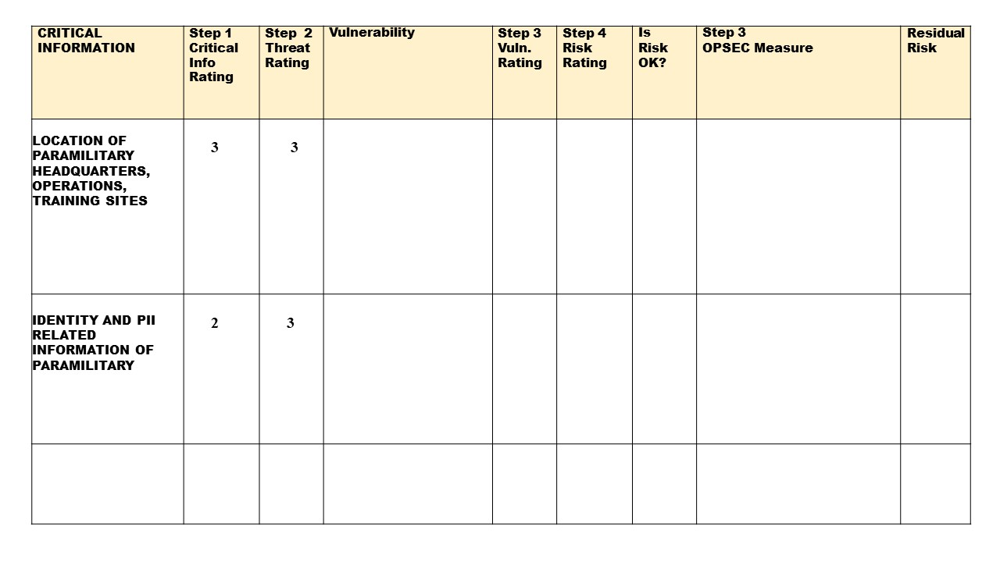 CRITICAL
INFORMATION
Step 1
Critical
Info
Rating
Step  2
Threat
Rating
Vulnerability
Step 3
Vuln.
Rating
Step 4
Risk
Rating
Is
Risk
OK?
Step 3
OPSEC Measure
Residual
Risk
LOCATION OF
PARAMILITARY
HEADQUARTERS,
OPERATIONS,
TRAINING SITES
3
3
IDENTITY AND PII
RELATED
INFORMATION OF
PARAMILITARY
2
3